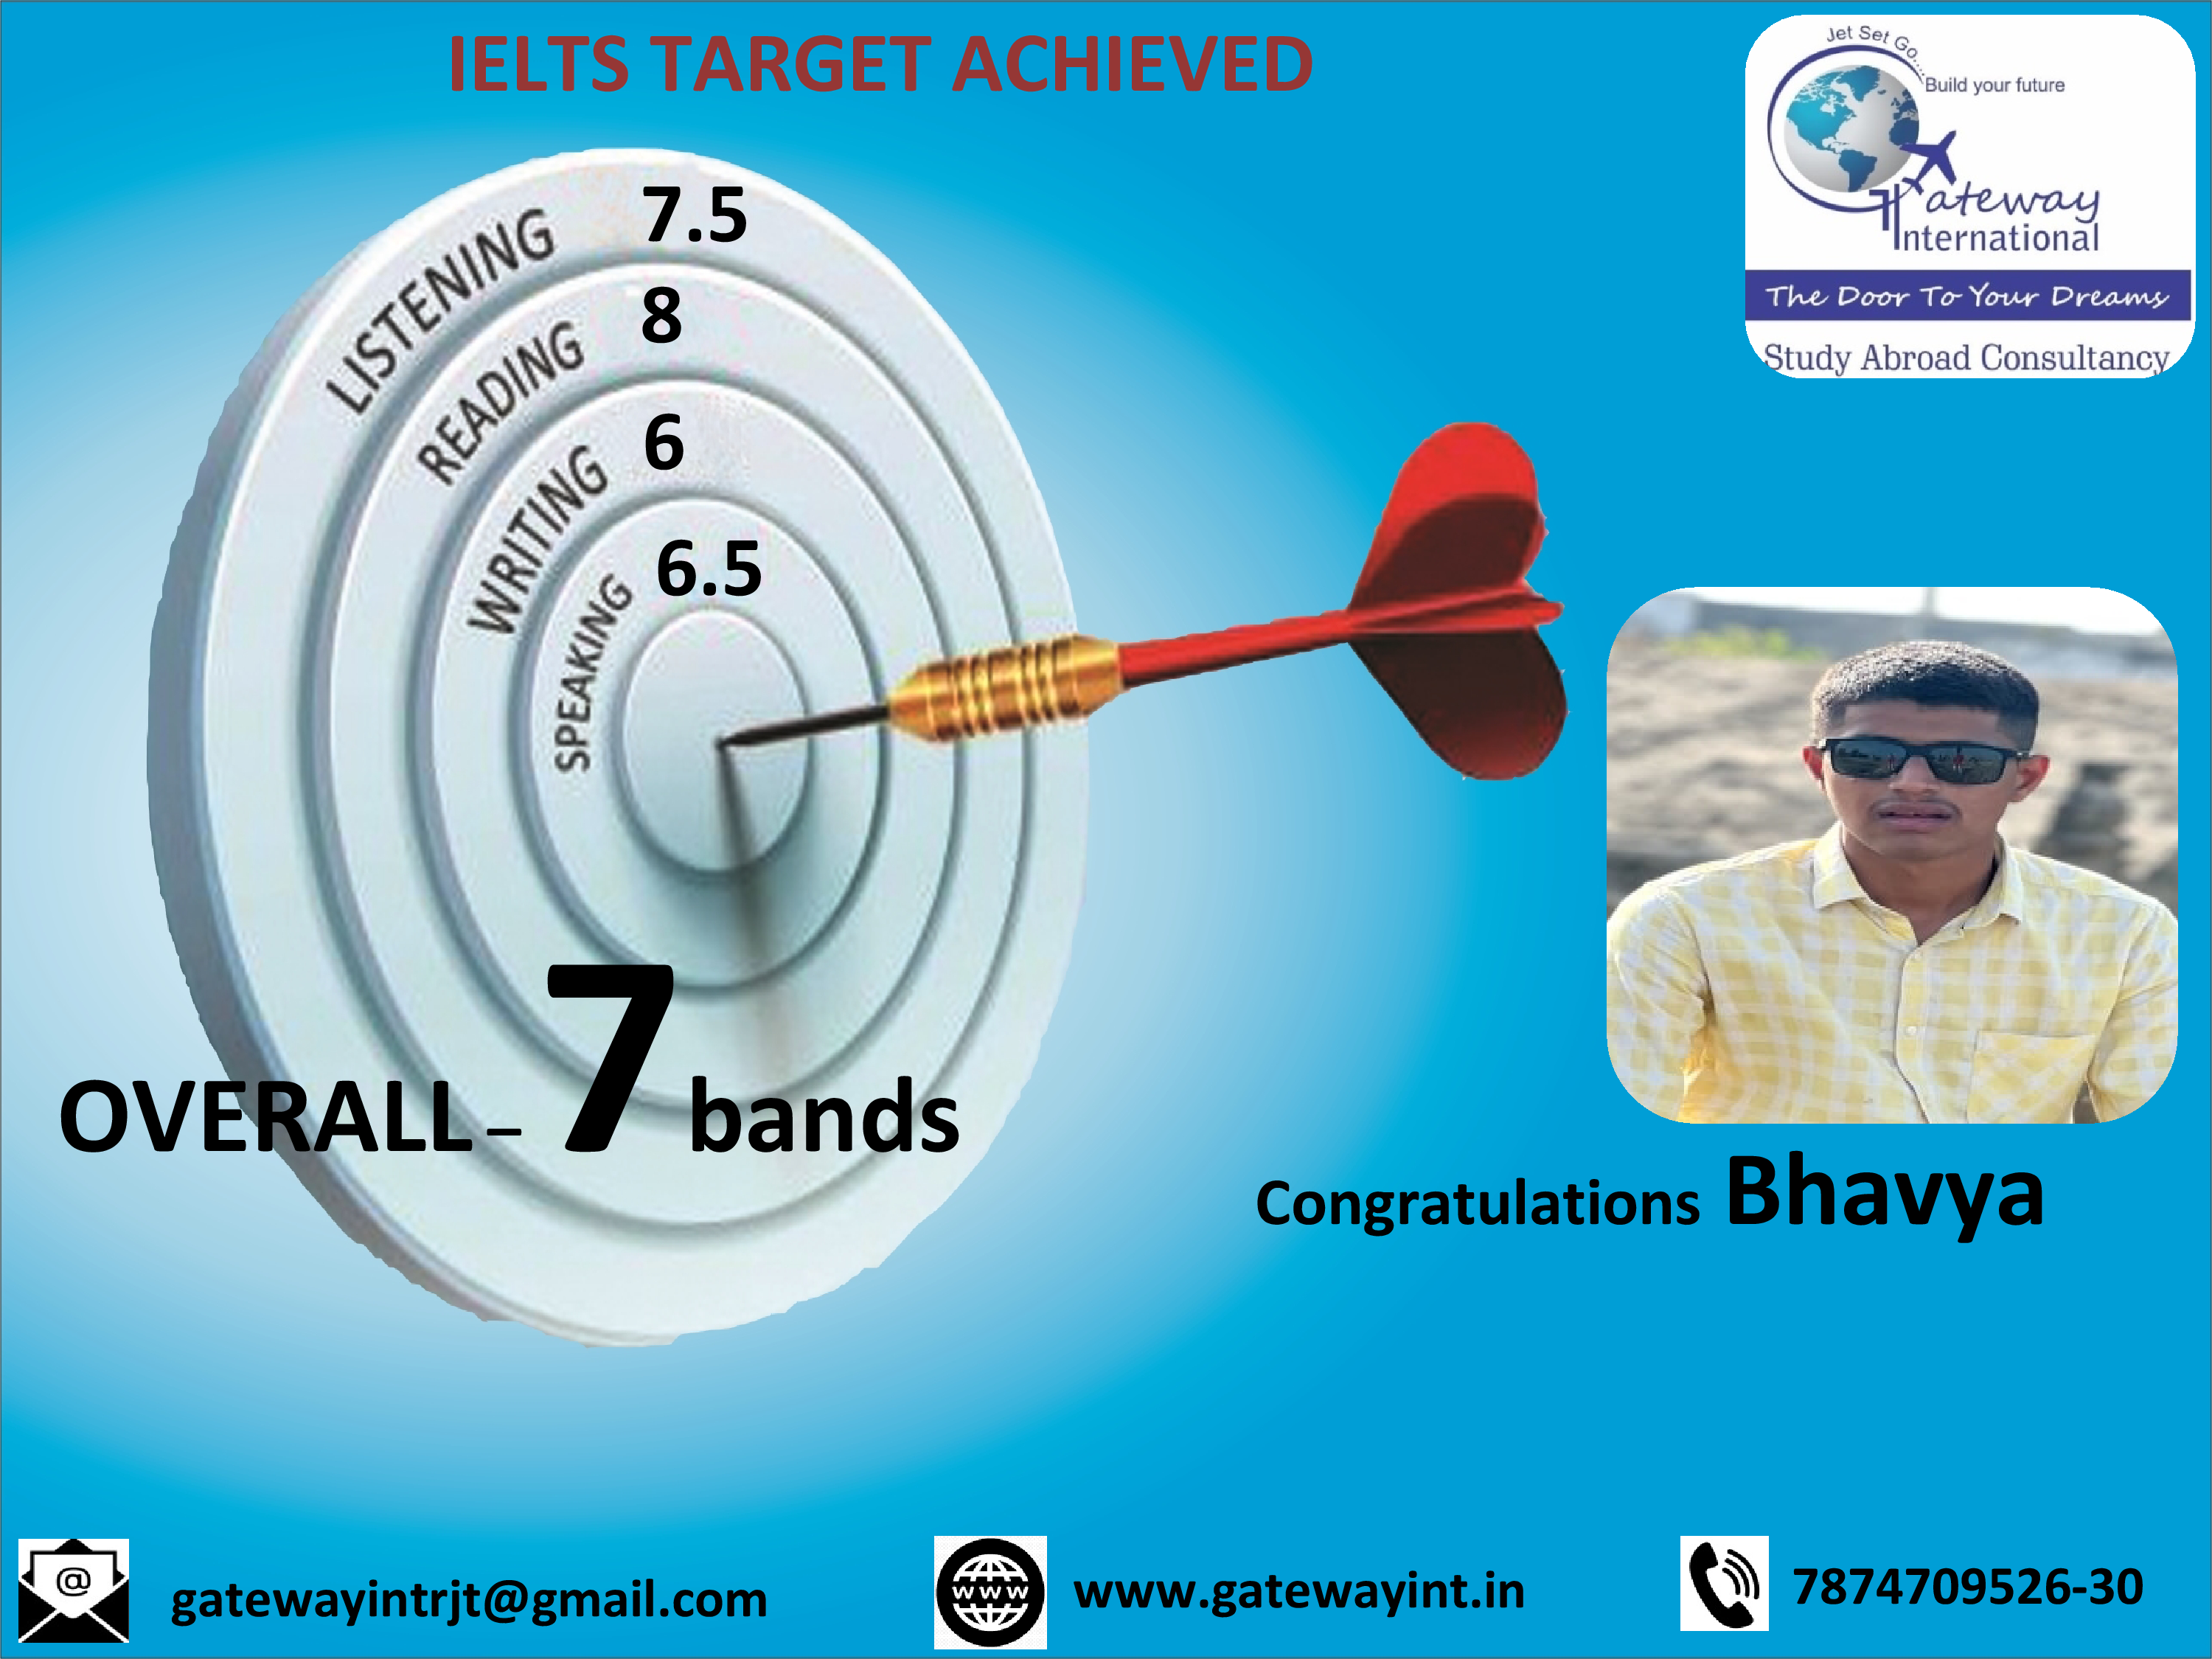 IELTS TARGET ACHIEVED
Jet Set Go....
Build your future
Gateway
International
The Door To Your Dreams
Study Abroad Consultancy
LISTENING 7.5
READING 8
WRITING 6
SPEAKING 6.5
OVERALL – 7 bands
Congratulations Bhavya
@
gatewayintrjt@gmail.com
WWW
www.gatewayint.in
7874709526-30